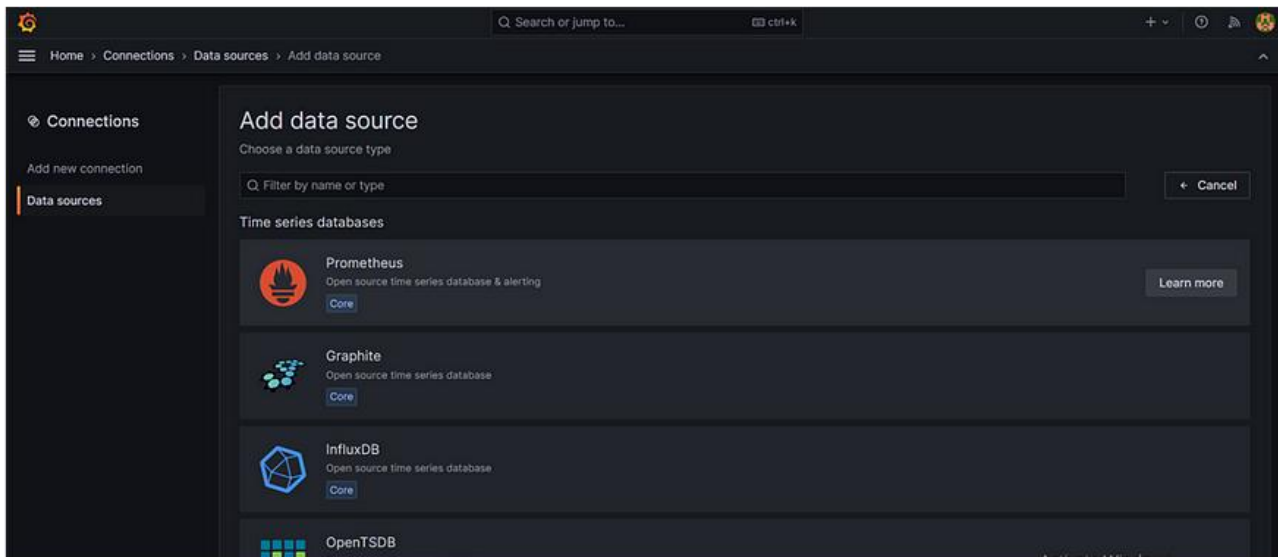 Search or jump to...
ctrl+k
Home › Connections › Data sources › Add data source
Connections
Add new connection
Data sources
Add data source
Choose a data source type
Filter by name or type
Cancel
Time series databases
Prometheus
Open source time series database & alerting
Core
Learn more
Graphite
Open source time series database
Core
InfluxDB
Open source time series database
Core
OpenTSDB